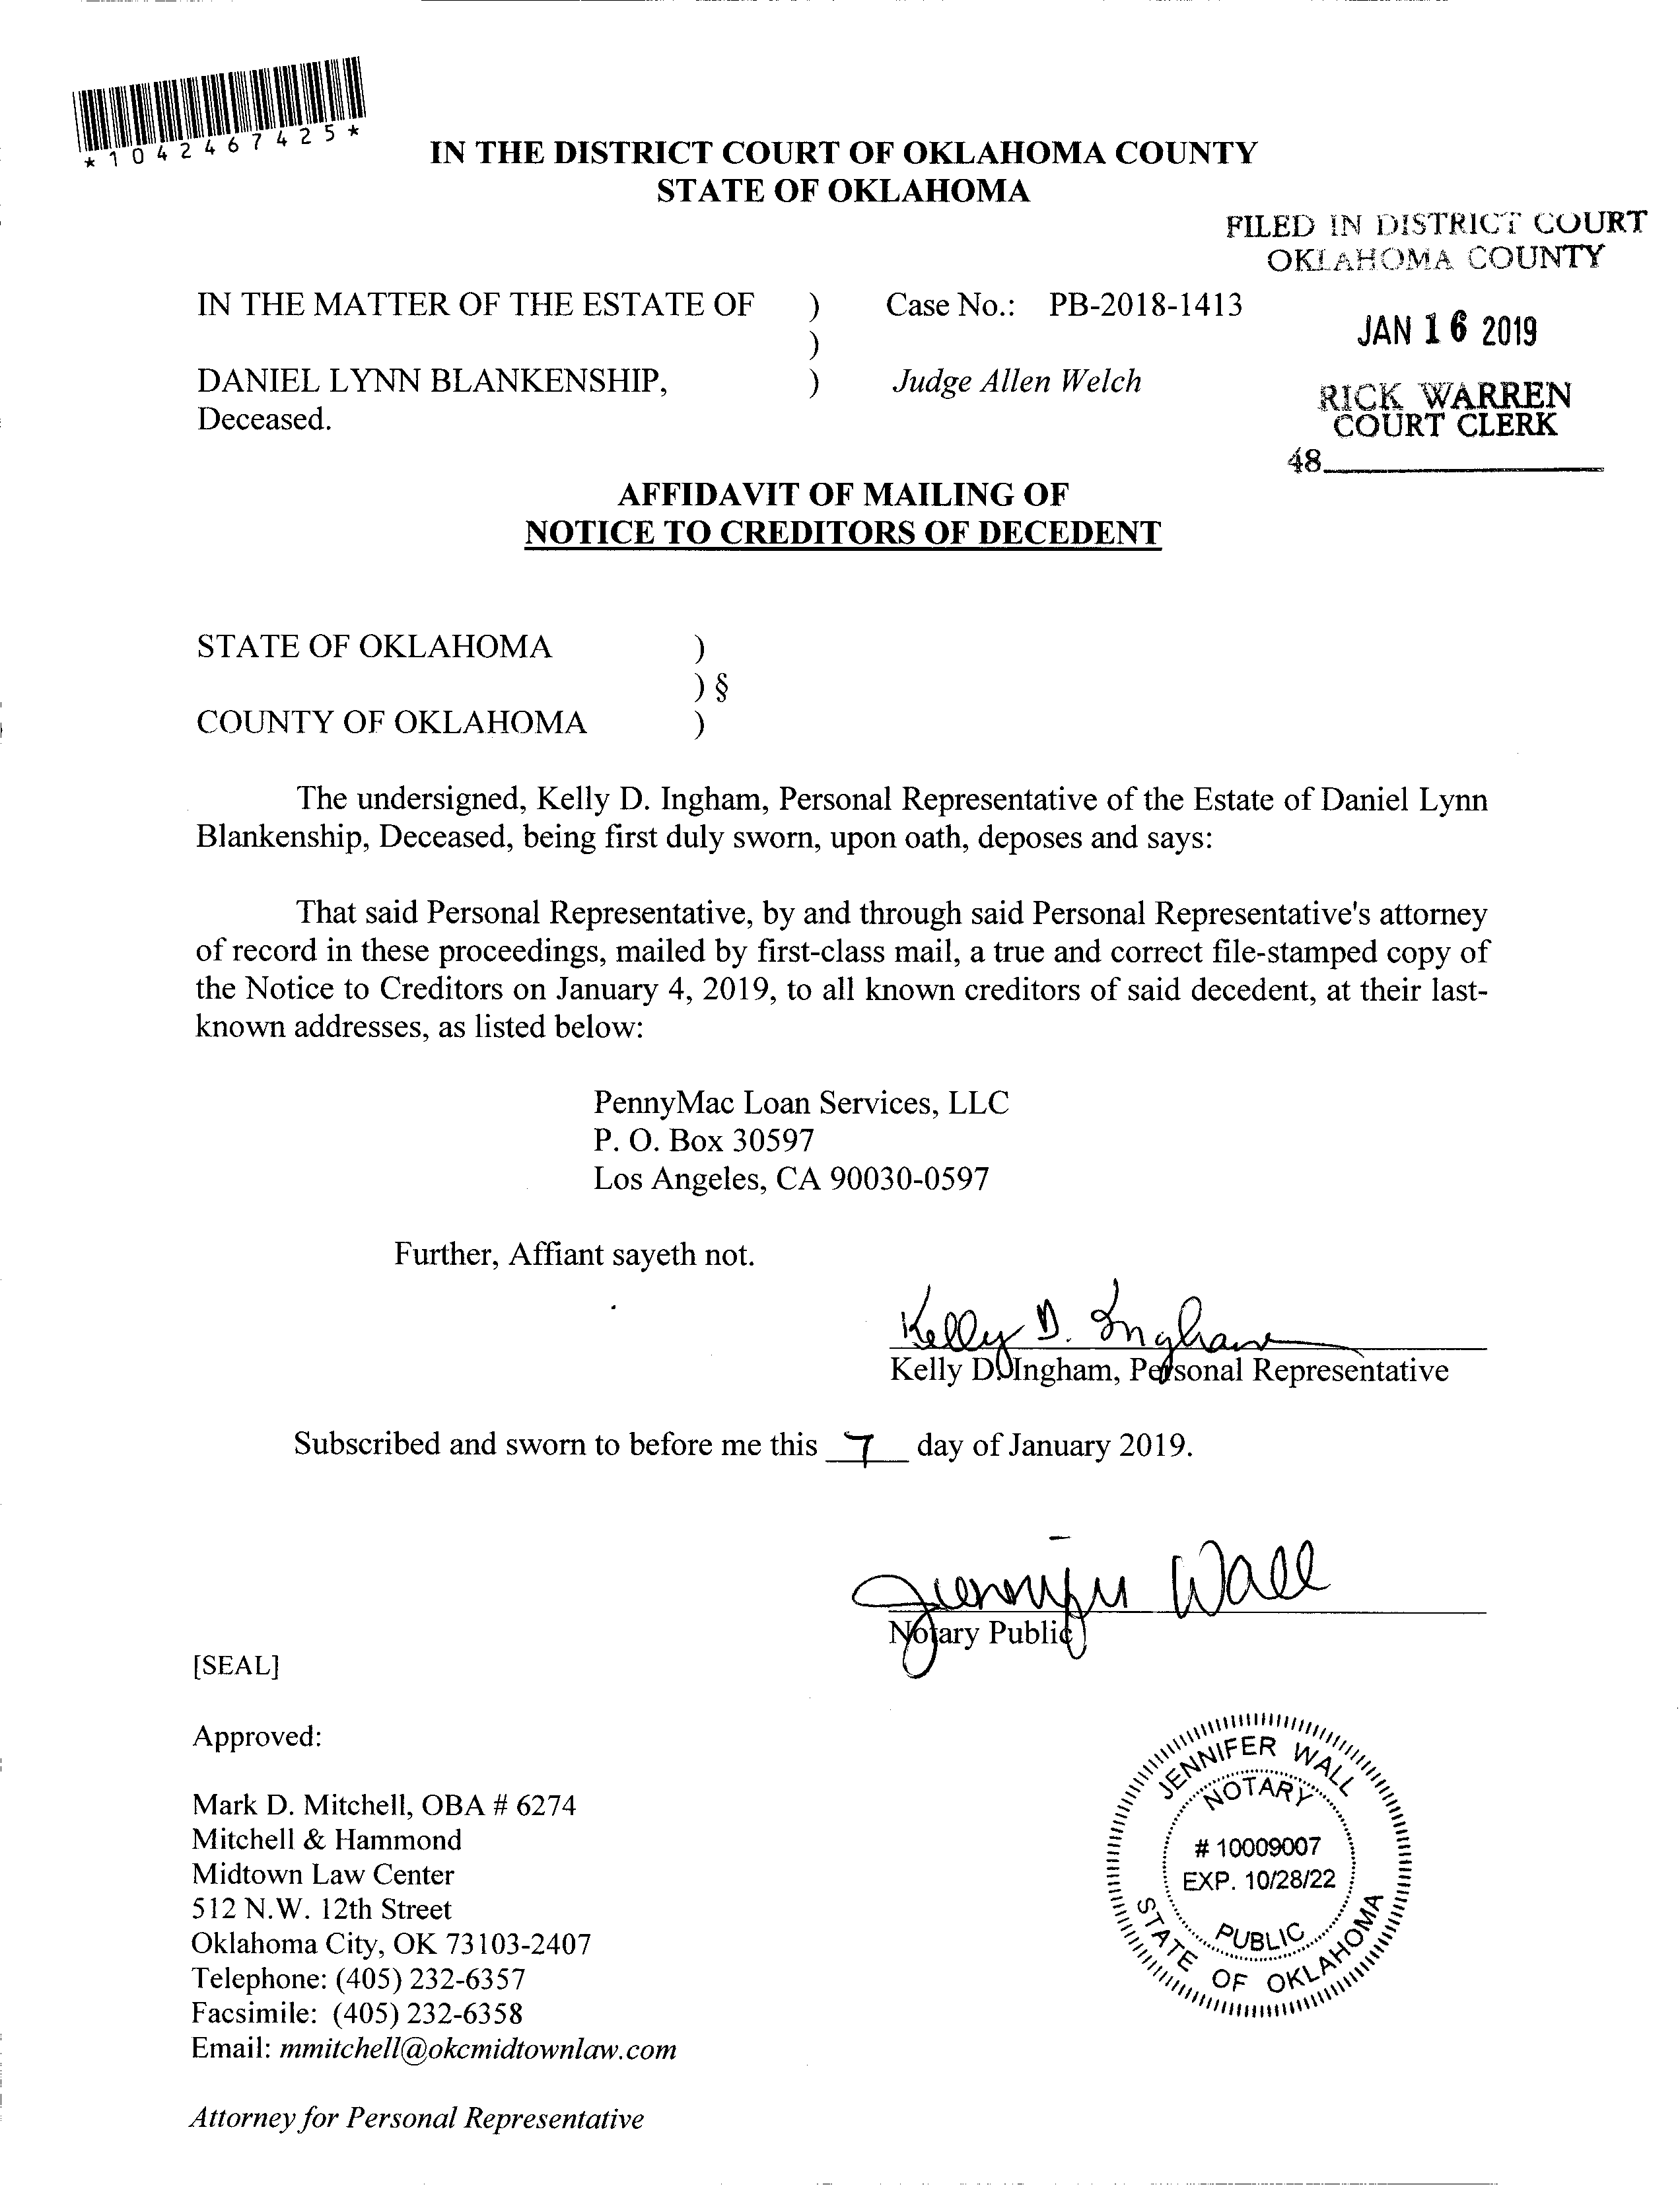 *1042467425*
IN THE DISTRICT COURT OF OKLAHOMA COUNTY
STATE OF OKLAHOMA
FILED IN DISTRICT COURT
OKLAHOMA COUNTY
JAN 16 2019
RICK WARREN
COURT CLERK
48
IN THE MATTER OF THE ESTATE OF ) Case No.: PB-2018-1413
)
DANIEL LYNN BLANKENSHIP, ) Judge Allen Welch
Deceased.
AFFIDAVIT OF MAILING OF
NOTICE TO CREDITORS OF DECEDENT
STATE OF OKLAHOMA )
) §
COUNTY OF OKLAHOMA )
The undersigned, Kelly D. Ingham, Personal Representative of the Estate of Daniel Lynn
Blankenship, Deceased, being first duly sworn, upon oath, deposes and says:
That said Personal Representative, by and through said Personal Representative's attorney
of record in these proceedings, mailed by first-class mail, a true and correct file-stamped copy of
the Notice to Creditors on January 4, 2019, to all known creditors of said decedent, at their last-
known addresses, as listed below:
PennyMac Loan Services, LLC
P. O. Box 30597
Los Angeles, CA 90030-0597
Further, Affiant sayeth not.
Kelly D. Ingham
Kelly D. Ingham, Personal Representative
Subscribed and sworn to before me this 7 day of January 2019.
Jennifer Wall
Notary Public
[SEAL]
Approved:
Mark D. Mitchell, OBA # 6274
Mitchell & Hammond
Midtown Law Center
512 N.W. 12th Street
Oklahoma City, OK 73103-2407
Telephone: (405) 232-6357
Facsimile: (405) 232-6358
Email: mmitchell@okcmidtownlaw.com
Attorney for Personal Representative
JENNIFER WALL
NOTARY
# 10009007
EXP. 10/28/22
PUBLIC
STATE OF OKLAHOMA